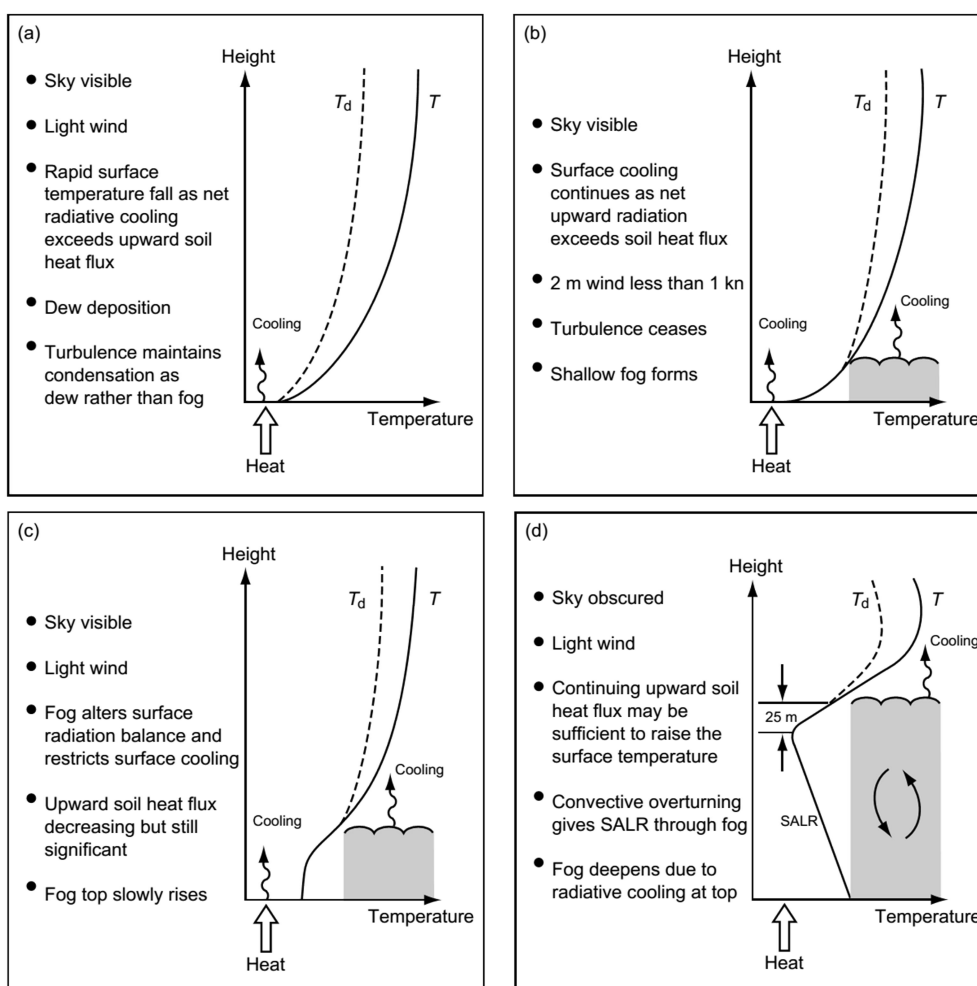 (a)
Height
● Sky visible
● Light wind
● Rapid surface
temperature fall as net
radiative cooling
exceeds upward soil
heat flux
● Dew deposition
● Turbulence maintains
condensation as
dew rather than fog
Td
T
Cooling
Temperature
Heat
(b)
Height
● Sky visible
● Surface cooling
continues as net
upward radiation
exceeds soil heat flux
● 2 m wind less than 1 kn
● Turbulence ceases
● Shallow fog forms
Td
T
Cooling
Cooling
Temperature
Heat
(c)
Height
● Sky visible
● Light wind
● Fog alters surface
radiation balance and
restricts surface cooling
● Upward soil heat flux
decreasing but still
significant
● Fog top slowly rises
Td
T
Cooling
Cooling
Temperature
Heat
(d)
Height
● Sky obscured
● Light wind
● Continuing upward soil
heat flux may be
sufficient to raise the
surface temperature
● Convective overturning
gives SALR through fog
● Fog deepens due to
radiative cooling at top
Td
T
Cooling
25 m
SALR
Temperature
Heat